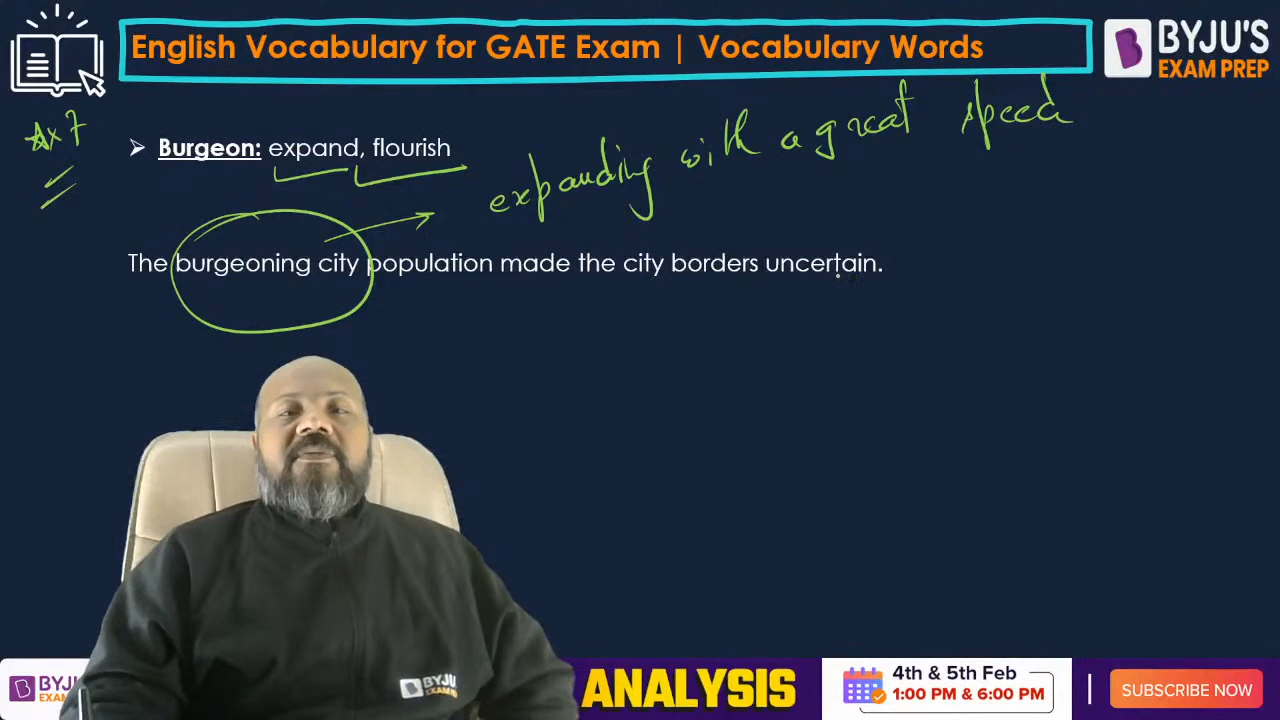 English Vocabulary for GATE Exam | Vocabulary Words
BYJU'S
EXAM PREP
➢ Burgeon: expand, flourish
expanding with a great speed
The burgeoning city population made the city borders uncertain.
BYJU
EXAM
ANALYSIS
4th & 5th Feb
1:00 PM & 6:00 PM
SUBSCRIBE NOW